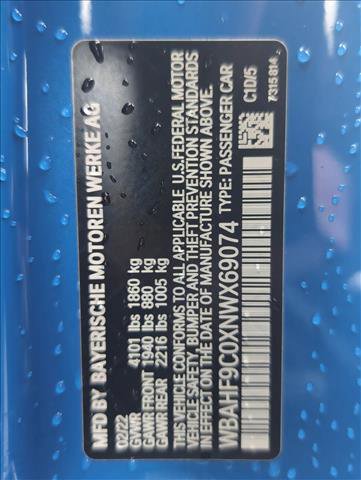 MFD BY BAYERISCHE MOTOREN WERKE AG
02/22
GVWR 4101 lbs 1860 kg
GAWR FRONT 1940 lbs 880 kg
GAWR REAR 2216 lbs 1005 kg
THIS VEHICLE CONFORMS TO ALL APPLICABLE U.S.FEDERAL MOTOR
VEHICLE SAFETY, BUMPER AND THEFT PREVENTION STANDARDS
IN EFFECT ON THE DATE OF MANUFACTURE SHOWN ABOVE.
WBAHF9C0XNWX69074 TYPE: PASSENGER CAR
C1D/5
7315 814